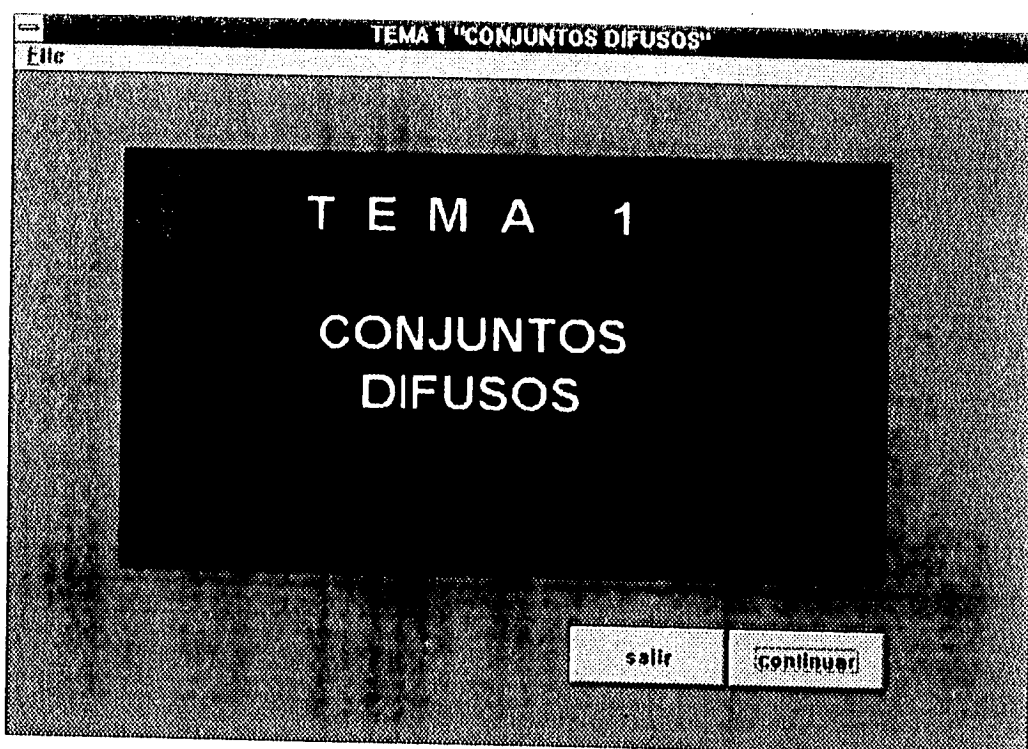 TEMA 1 "CONJUNTOS DIFUSOS"
File
T E M A 1
CONJUNTOS
DIFUSOS
salir continuar